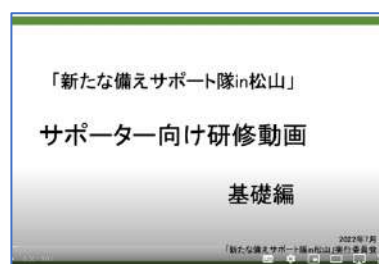 「新たな備えサポート隊in松山」
サポーター向け研修動画
基礎編
2022年7月
「新たな備えサポート隊in松山」実行委員会